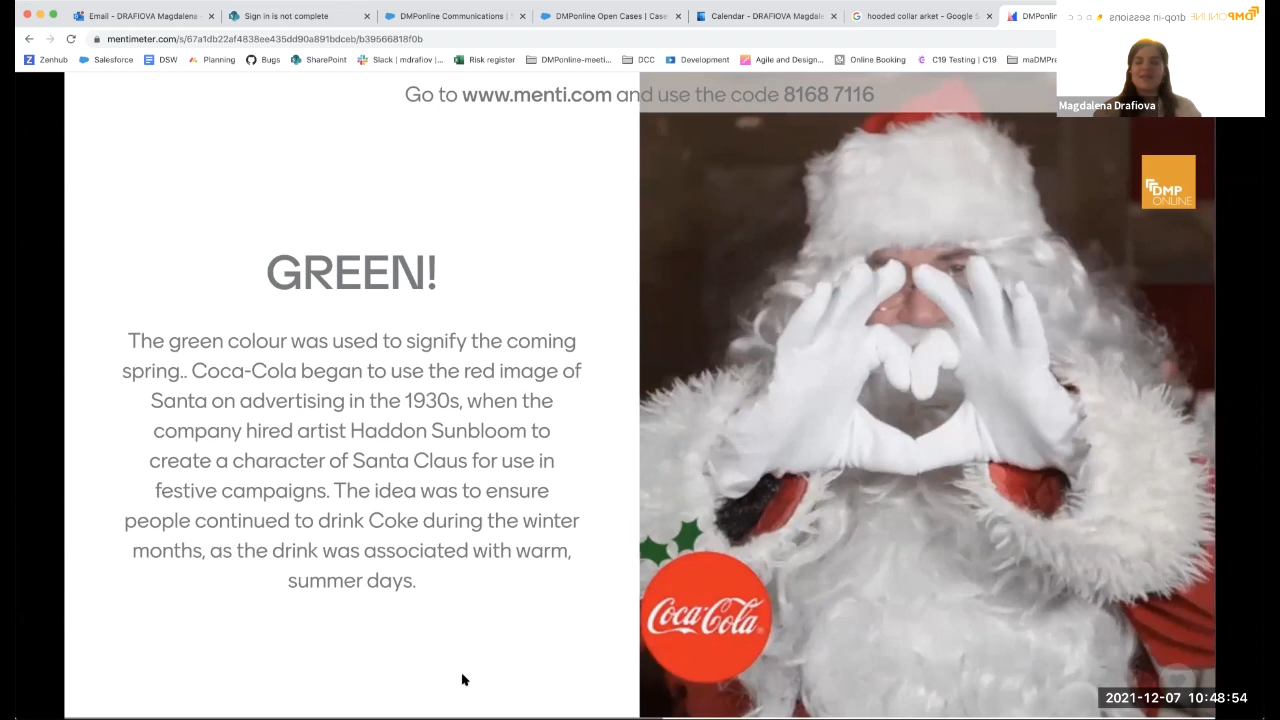 Email - DRAFIOVA Magdalena
Sign in is not complete
DMPonline Communications |
DMPonline Open Cases | Case
Calendar - DRAFIOVA Magdale
hooded collar arket - Google S
DMPonlin
mentimeter.com/s/67a1db22af4838ee435dd90a891bdceb/b39566818f0b
Zenhub
Salesforce
DSW
Planning
Bugs
SharePoint
Slack | mdrafiov |...
Risk register
DMPonline-meeti...
DCC
Development
Agile and Design...
Online Booking
C19 Testing | C19
maDMPre
drop-in sessions
DMPONLINE
Magdalena Drafiova
Go to www.menti.com and use the code 8168 7116
DMP
ONLINE
GREEN!
The green colour was used to signify the coming
spring.. Coca-Cola began to use the red image of
Santa on advertising in the 1930s, when the
company hired artist Haddon Sunbloom to
create a character of Santa Claus for use in
festive campaigns. The idea was to ensure
people continued to drink Coke during the winter
months, as the drink was associated with warm,
summer days.
Coca-Cola
2021-12-07 10:48:54